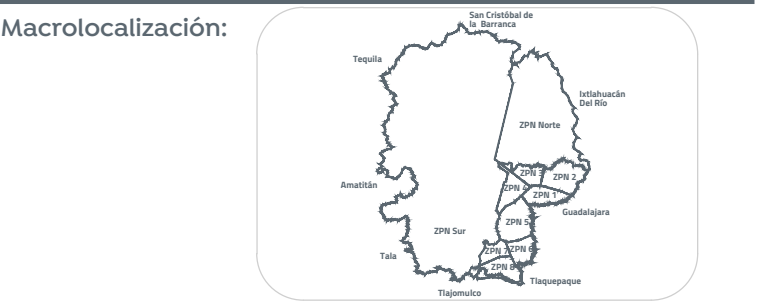 Macrolocalización:
San Cristóbal de
la Barranca
Tequila
Ixtlahuacán
Del Río
ZPN Norte
ZPN 3
ZPN 2
Amatitán
ZPN 4
ZPN 1
Guadalajara
ZPN 5
ZPN Sur
ZPN 7
ZPN 6
Tala
ZPN 8
Tlaquepaque
Tlajomulco